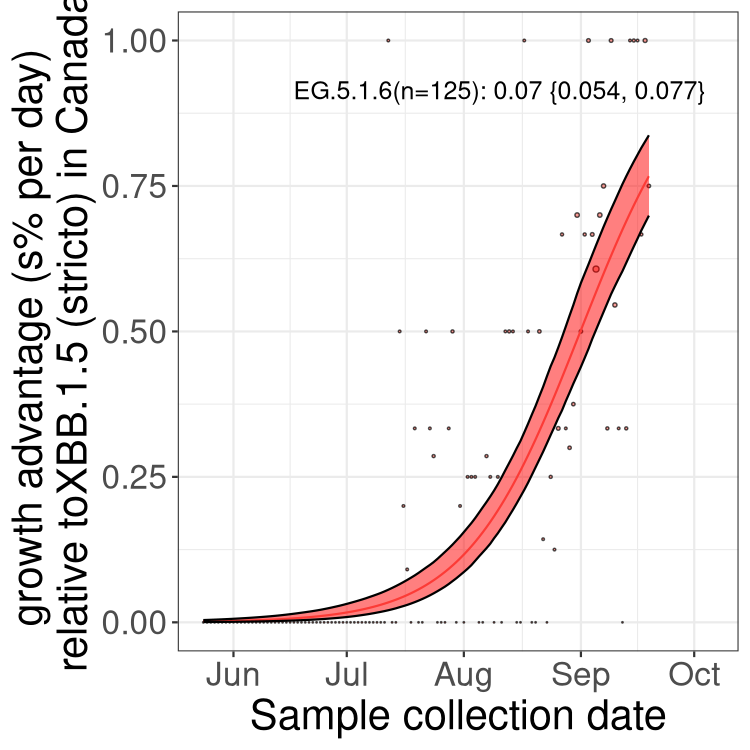 growth advantage (s% per day)
relative toXBB.1.5 (stricto) in Canada
1.00
0.75
0.50
0.25
0.00
EG.5.1.6(n=125): 0.07 {0.054, 0.077}
Jun Jul Aug Sep Oct
Sample collection date